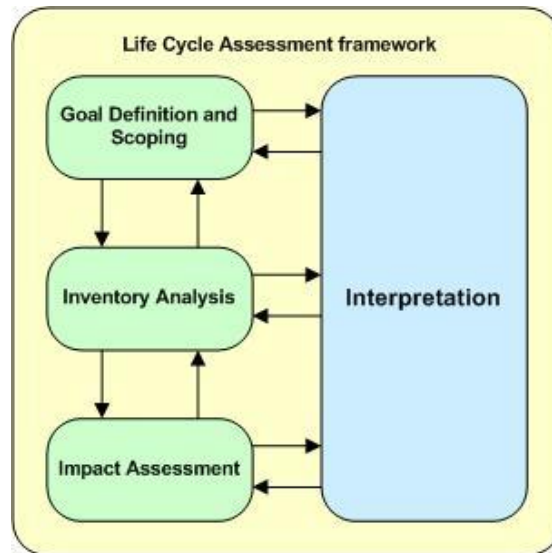 Life Cycle Assessment framework
Goal Definition and
Scoping
Inventory Analysis
Interpretation
Impact Assessment